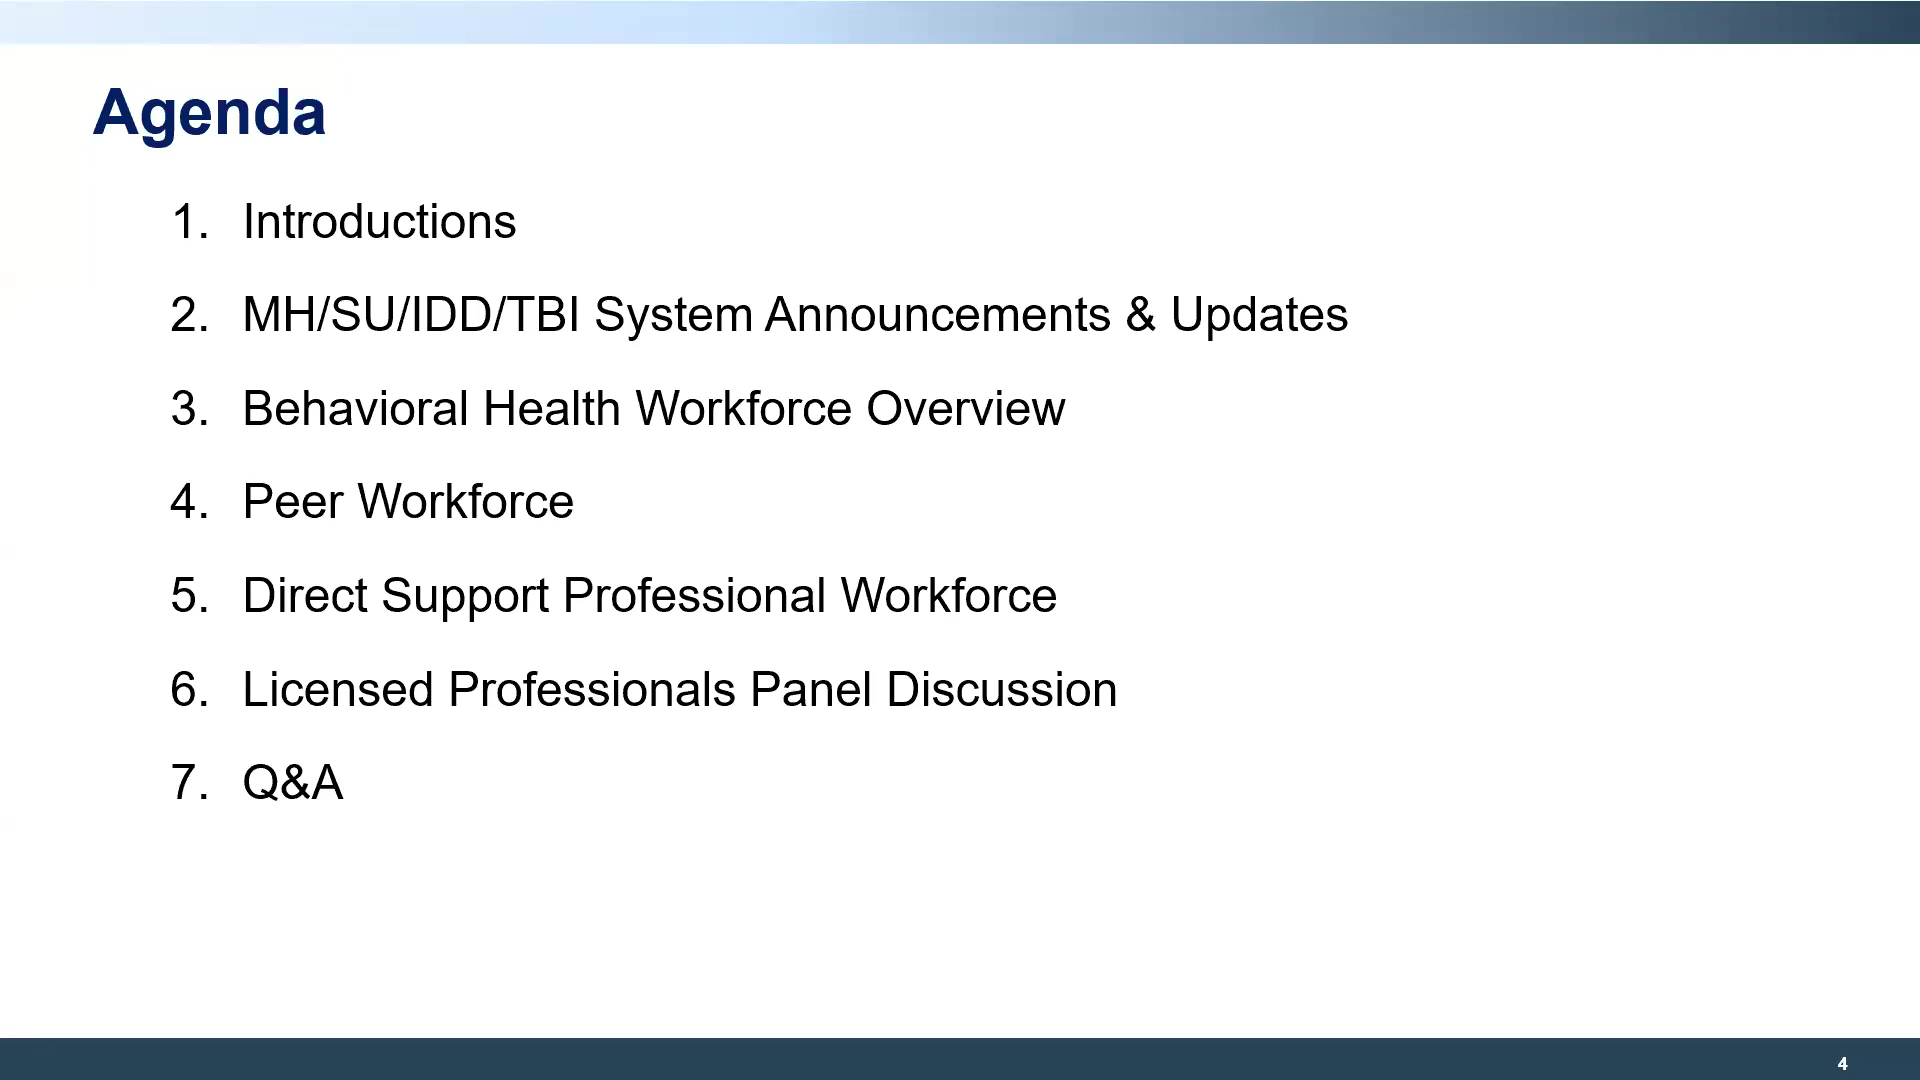 Agenda
1. Introductions
2. MH/SU/IDD/TBI System Announcements & Updates
3. Behavioral Health Workforce Overview
4. Peer Workforce
5. Direct Support Professional Workforce
6. Licensed Professionals Panel Discussion
7. Q&A
4